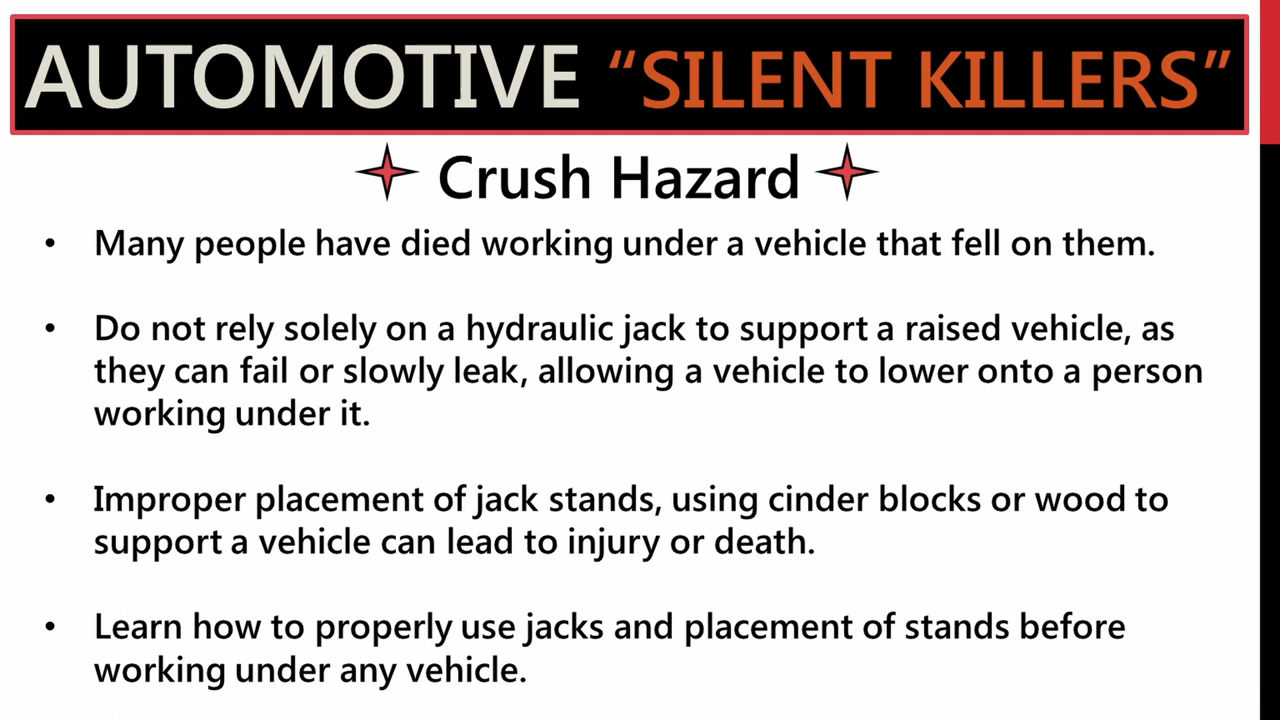 AUTOMOTIVE “SILENT KILLERS”
Crush Hazard
• Many people have died working under a vehicle that fell on them.
• Do not rely solely on a hydraulic jack to support a raised vehicle, as
they can fail or slowly leak, allowing a vehicle to lower onto a person
working under it.
• Improper placement of jack stands, using cinder blocks or wood to
support a vehicle can lead to injury or death.
• Learn how to properly use jacks and placement of stands before
working under any vehicle.